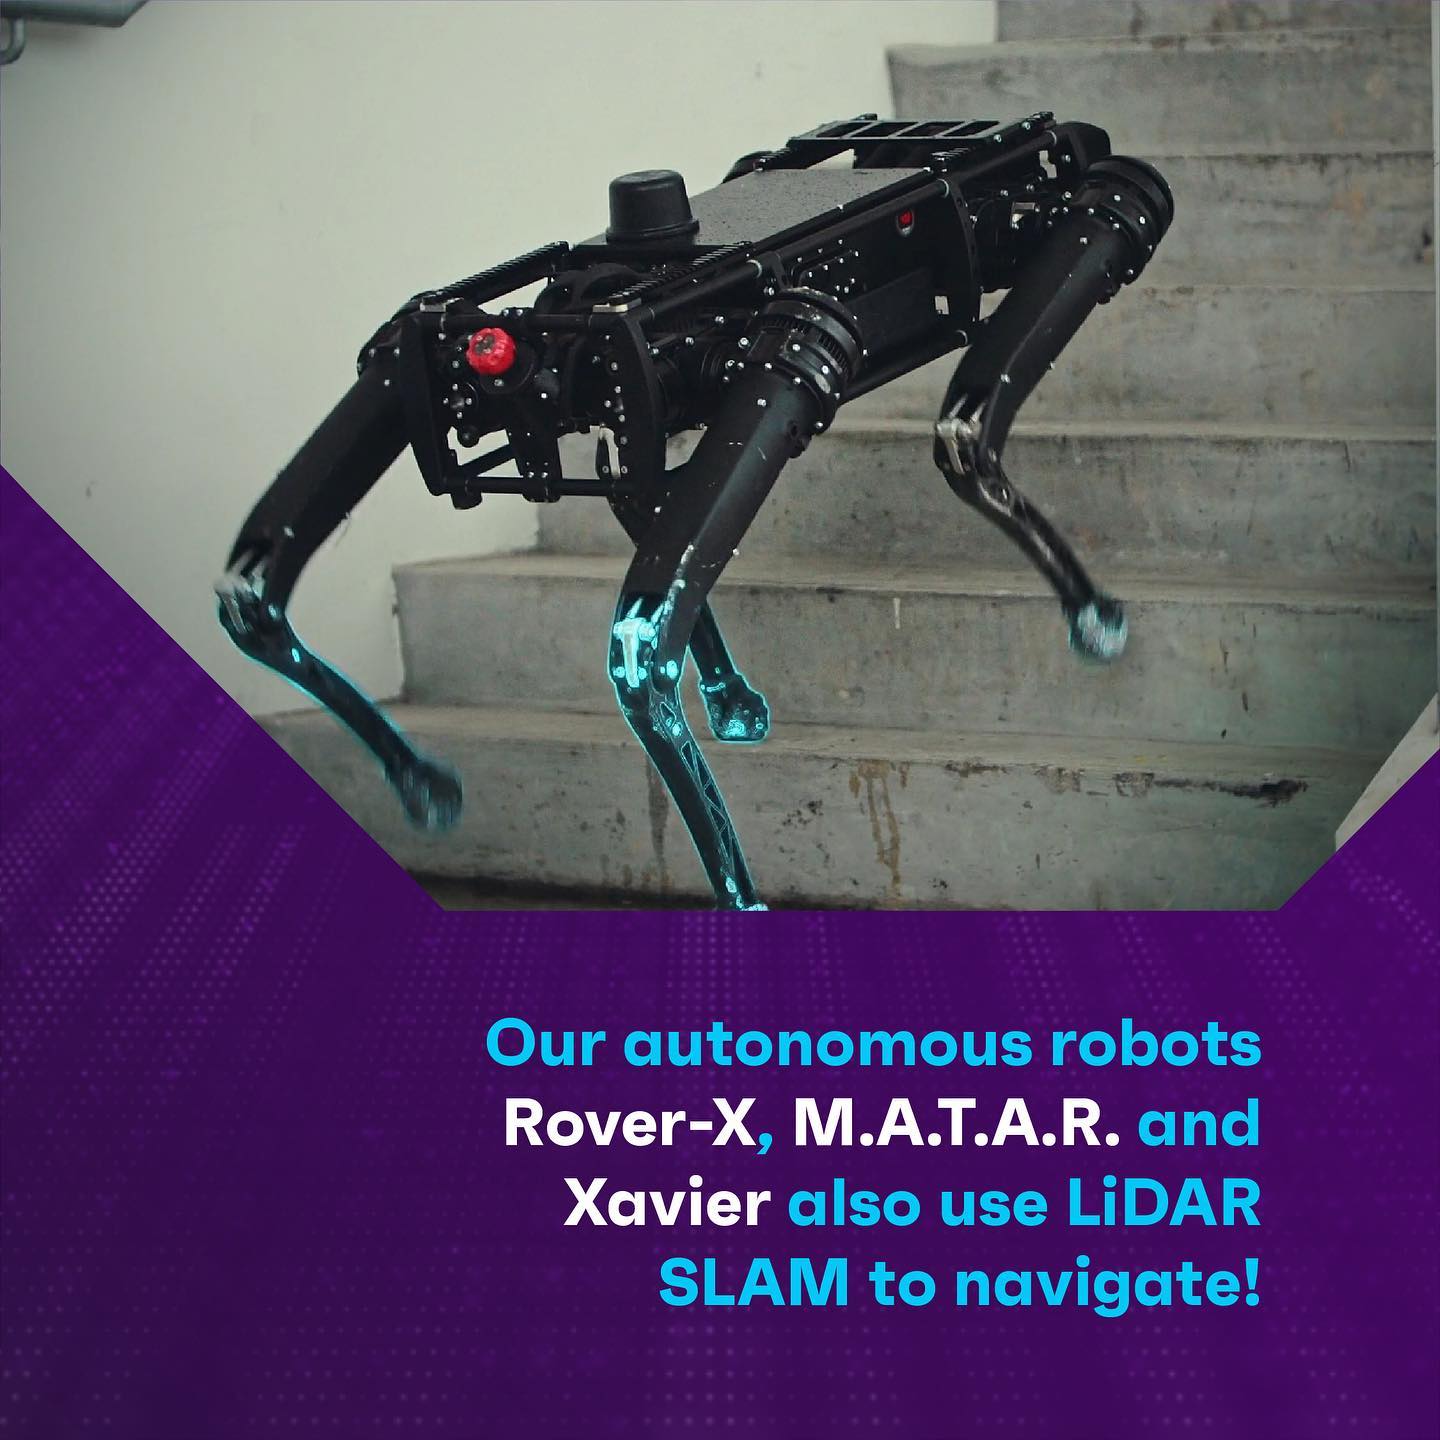 Our autonomous robots
Rover-X, M.A.T.A.R. and
Xavier also use LiDAR
SLAM to navigate!